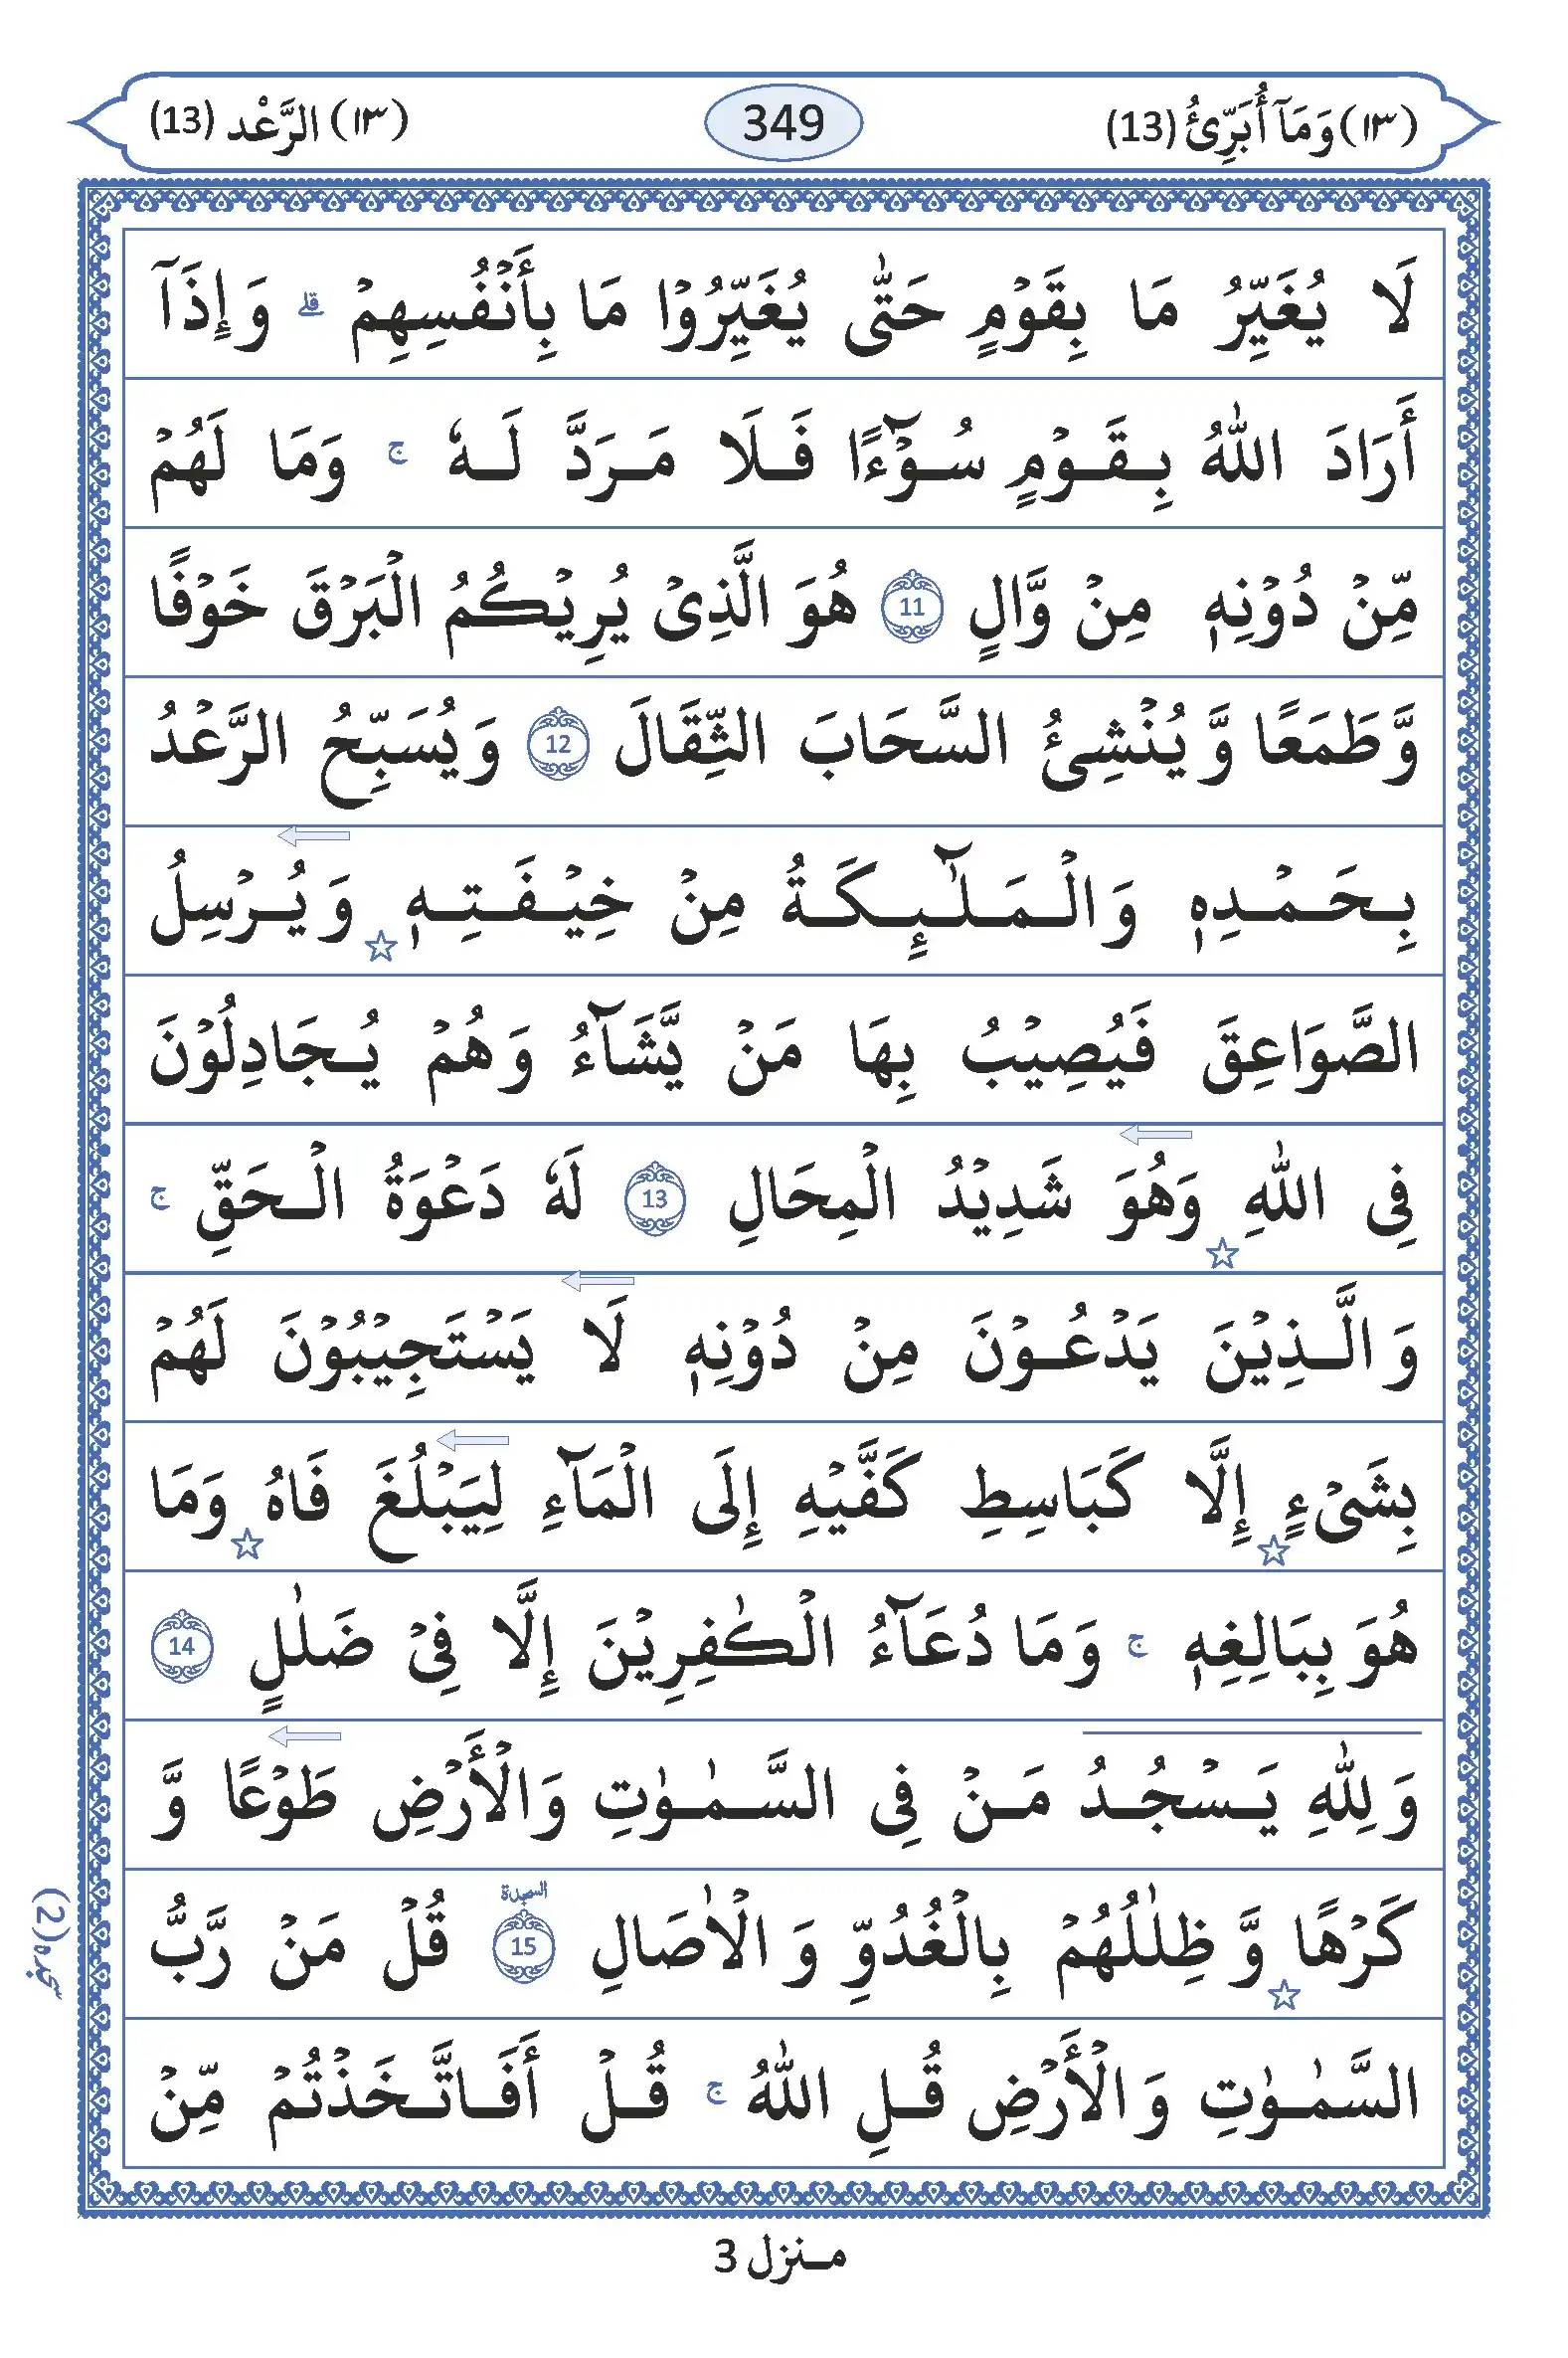 (١٣) وَمَآ أُبَرِّئُ (13)
349
(١٣) الرَّعْد (13)
لَا يُغَيِّرُ مَا بِقَوْمٍ حَتّٰى يُغَيِّرُوْا مَا بِأَنْفُسِهِمْ ۗ وَإِذَآ
أَرَادَ اللّٰهُ بِقَوْمٍ سُوْٓءًا فَلَا مَرَدَّ لَهٗ ۚ وَمَا لَهُمْ
مِّنْ دُوْنِهٖ مِنْ وَّالٍ 11 هُوَ الَّذِىْ يُرِيْكُمُ الْبَرْقَ خَوْفًا
وَّطَمَعًا وَّيُنْشِئُ السَّحَابَ الثِّقَالَ 12 وَيُسَبِّحُ الرَّعْدُ
بِحَمْدِهٖ وَالْمَلٰٓئِكَةُ مِنْ خِيْفَتِهٖ ☆ وَيُرْسِلُ
الصَّوَاعِقَ فَيُصِيْبُ بِهَا مَنْ يَّشَآءُ وَهُمْ يُجَادِلُوْنَ
فِى اللّٰهِ ☆ وَهُوَ شَدِيْدُ الْمِحَالِ 13 لَهٗ دَعْوَةُ الْحَقِّ ۚ
وَالَّذِيْنَ يَدْعُوْنَ مِنْ دُوْنِهٖ لَا يَسْتَجِيْبُوْنَ لَهُمْ
بِشَىْءٍ ☆ إِلَّا كَبَاسِطِ كَفَّيْهِ إِلَى الْمَآءِ لِيَبْلُغَ فَاهُ ☆ وَمَا
هُوَ بِبَالِغِهٖ ۚ وَمَا دُعَآءُ الْكٰفِرِيْنَ إِلَّا فِىْ ضَلٰلٍ 14
وَلِلّٰهِ يَسْجُدُ مَنْ فِى السَّمٰوٰتِ وَالْأَرْضِ طَوْعًا وَّ
كَرْهًا ☆ وَّظِلٰلُهُمْ بِالْغُدُوِّ وَالْاٰصَالِ 15 السجدة قُلْ مَنْ رَّبُّ
السَّمٰوٰتِ وَالْأَرْضِ قُلِ اللّٰهُ ۚ قُلْ أَفَاتَّخَذْتُمْ مِّنْ
سجدہ (2)
منزل 3